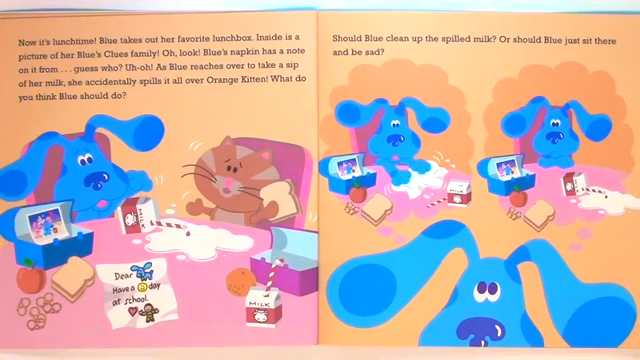 Now it's lunchtime! Blue takes out her favorite lunchbox. Inside is a
picture of her Blue's Clues family! Oh, look! Blue's napkin has a note
on it from . . . guess who? Uh-oh! As Blue reaches over to take a sip
of her milk, she accidentally spills it all over Orange Kitten! What do
you think Blue should do?
MILK
Dear
Have a day
at school.
MILK
Should Blue clean up the spilled milk? Or should Blue just sit there
and be sad?
MILK